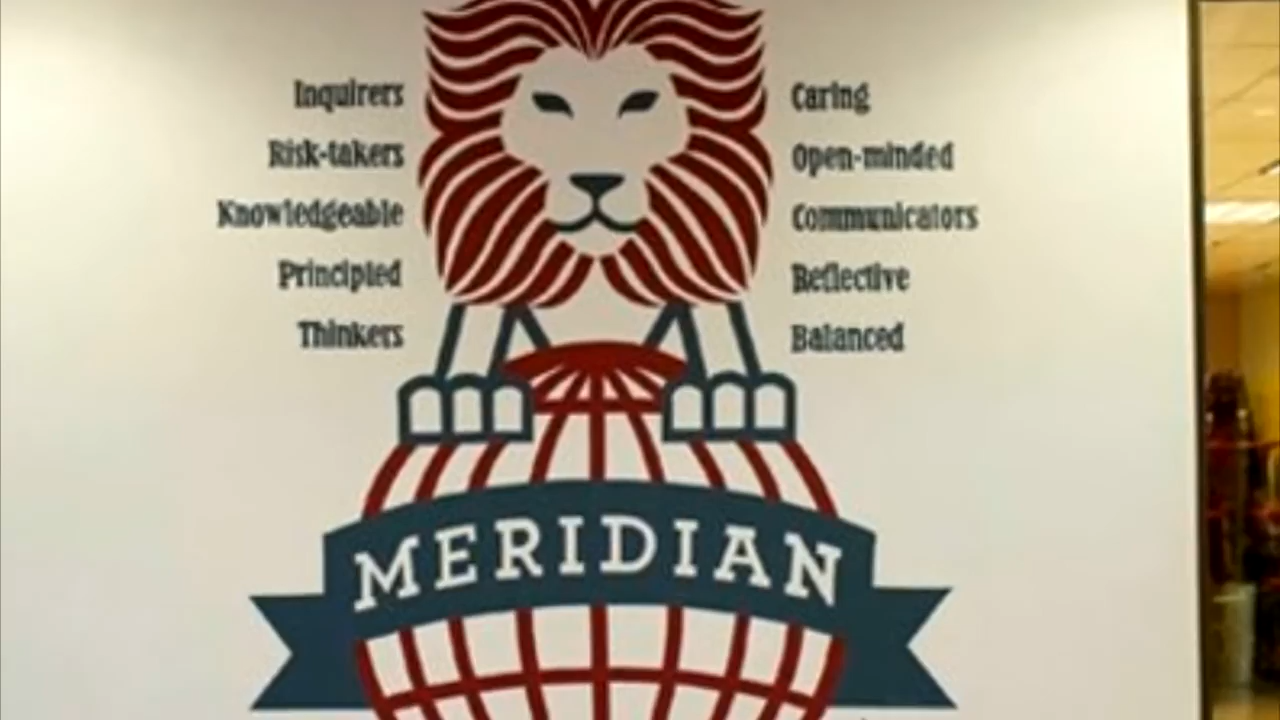 Inquirers
Risk-takers
Knowledgeable
Principled
Thinkers
Caring
Open-minded
Communicators
Reflective
Balanced
MERIDIAN